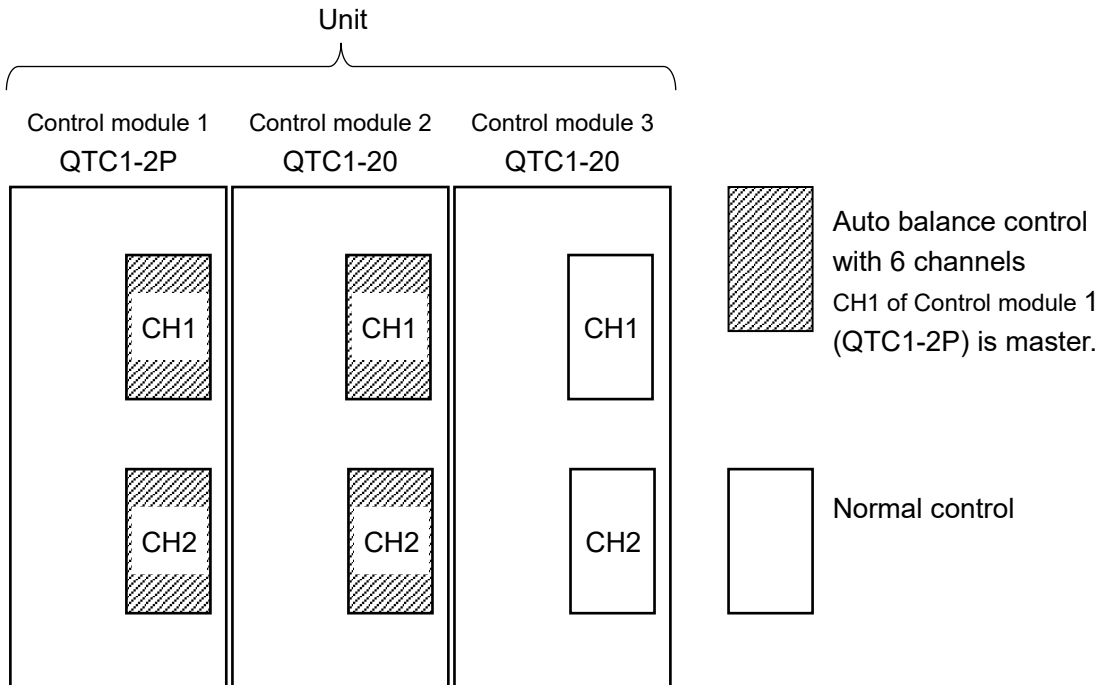 Unit
Control module 1
QTC1-2P
Control module 2
QTC1-20
Control module 3
QTC1-20
CH1
CH1
CH1
CH2
CH2
CH2
Auto balance control
with 6 channels
CH1 of Control module 1
(QTC1-2P) is master.
Normal control